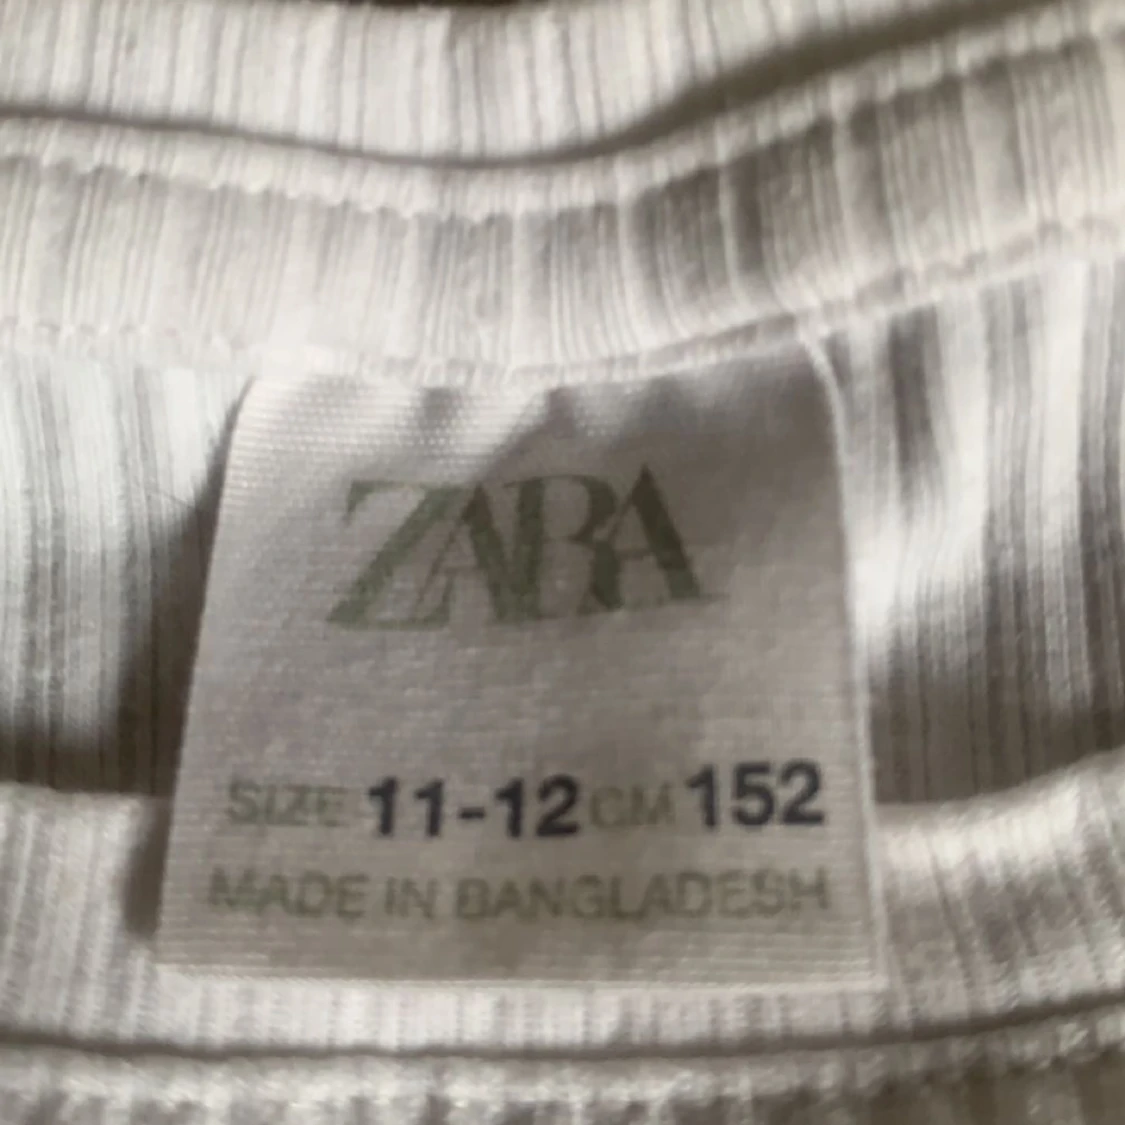 ZARA
SIZE 11-12 CM 152
MADE IN BANGLADESH